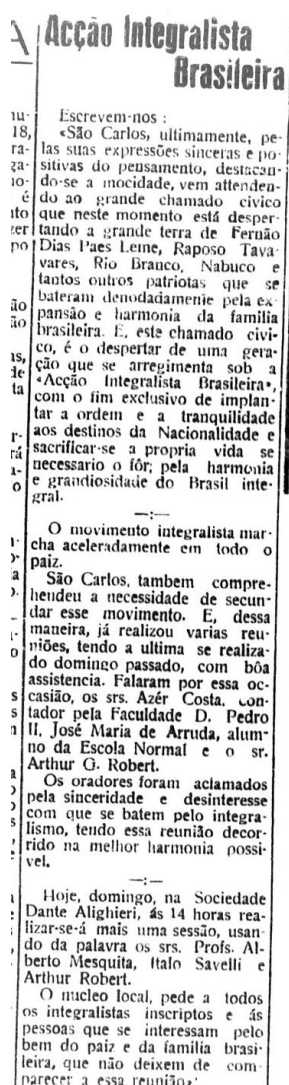 Acção Integralista
Brasileira
Escrevem-nos :
«São Carlos, ultimamente, pe-
las suas expressões sinceras e po-
sitivas do pensamento, destacan-
do-se a mocidade, vem attenden-
do ao grande chamado civico
que neste momento está desper-
tando a grande terra de Fernão
Dias Paes Leme, Raposo Tava-
vares, Rio Branco, Nabuco e
tantos outros patriotas que se
bateram denodadamente pela ex-
pansão e harmonia da familia
brasileira. E, este chamado civi-
co, é o despertar de uma gera-
ção que se arregimenta sob a
«Acção Integralista Brasileira»,
com o fim exclusivo de implan-
tar a ordem e a tranquilidade
aos destinos da Nacionalidade e
sacrificar-se a propria vida se
necessario o fôr; pela harmonia
e grandiosidade do Brasil inte-
gral.
—:—
O movimento integralista mar-
cha aceleradamente em todo o
paiz.
São Carlos, tambem compre-
hendeu a necessidade de secun-
dar esse movimento. E, dessa
maneira, já realizou varias reu-
niões, tendo a ultima se realiza-
do domingo passado, com bôa
assistencia. Falaram por essa oc-
casião, os srs. Azér Costa, con-
tador pela Faculdade D. Pedro
II, José Maria de Arruda, alum-
no da Escola Normal e o sr.
Arthur G. Robert.
Os oradores foram aclamados
pela sinceridade e desinteresse
com que se batem pelo integra-
lismo, tendo essa reunião decor-
rido na melhor harmonia possi-
vel.
—:—
Hoje, domingo, na Sociedade
Dante Alighieri, ás 14 horas rea-
lizar-se-á mais uma sessão, usan-
do da palavra os srs. Profs. Al-
berto Mesquita, Italo Savelli e
Arthur Robert.
O nucleo local, pede a todos
os integralistas inscriptos e ás
pessoas que se interessam pelo
bem do paiz e da familia brasi-
leira, que não deixem de com-
parecer a essa reunião».